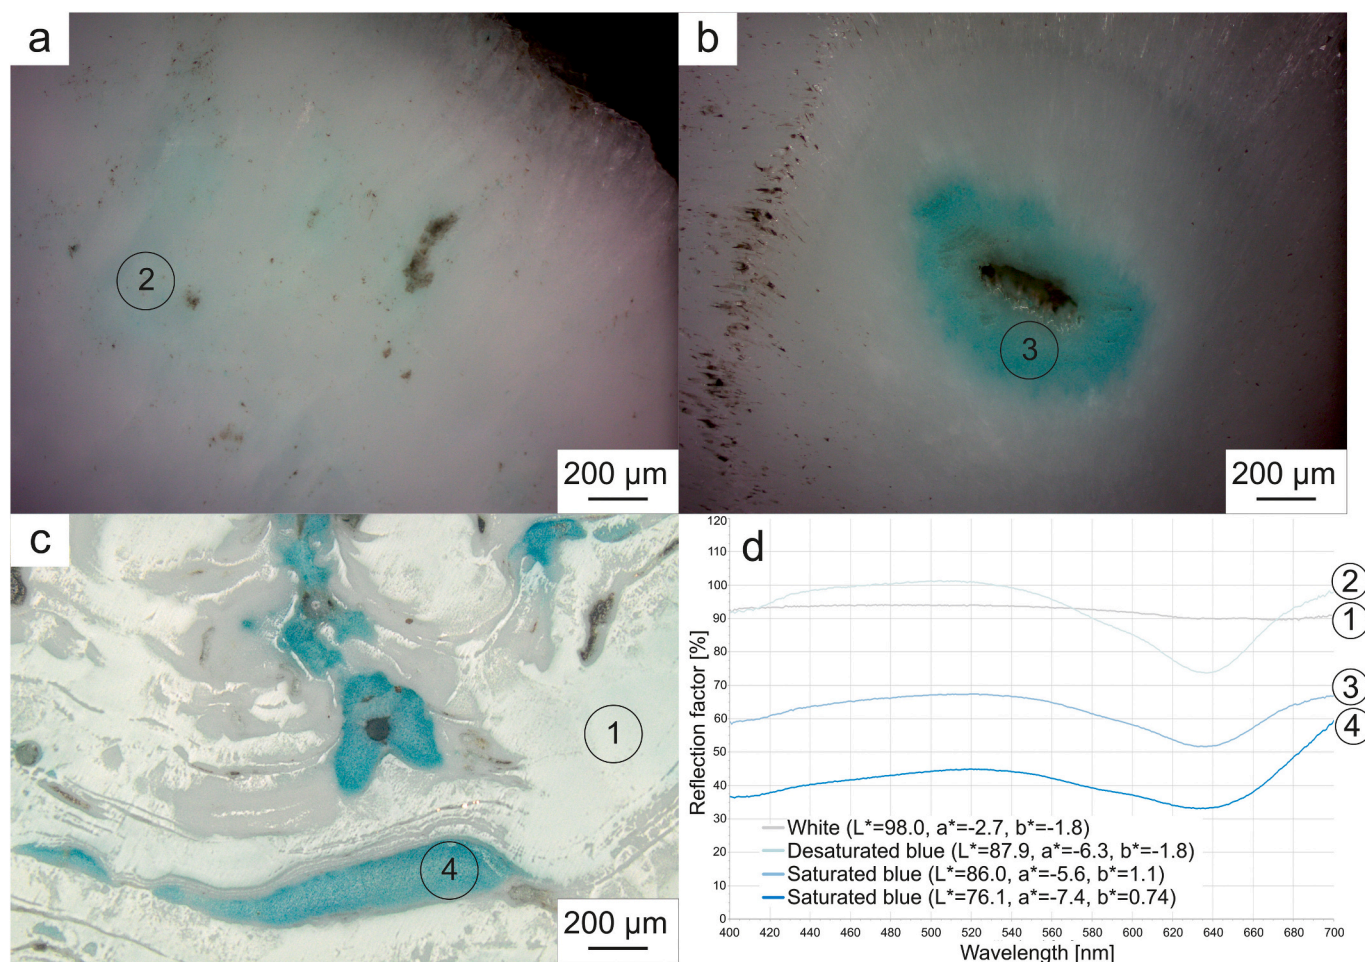 a
2
200 µm
b
3
200 µm
c
1
4
200 µm
d
120
110
100
90
80
70
60
50
40
30
20
10
0
Reflection factor [%]
2
1
3
4
White (L*=98.0, a*=-2.7, b*=-1.8)
Desaturated blue (L*=87.9, a*=-6.3, b*=-1.8)
Saturated blue (L*=86.0, a*=-5.6, b*=1.1)
Saturated blue (L*=76.1, a*=-7.4, b*=0.74)
400 420 440 460 480 500 520 540 560 580 600 620 640 660 680 700
Wavelength [nm]